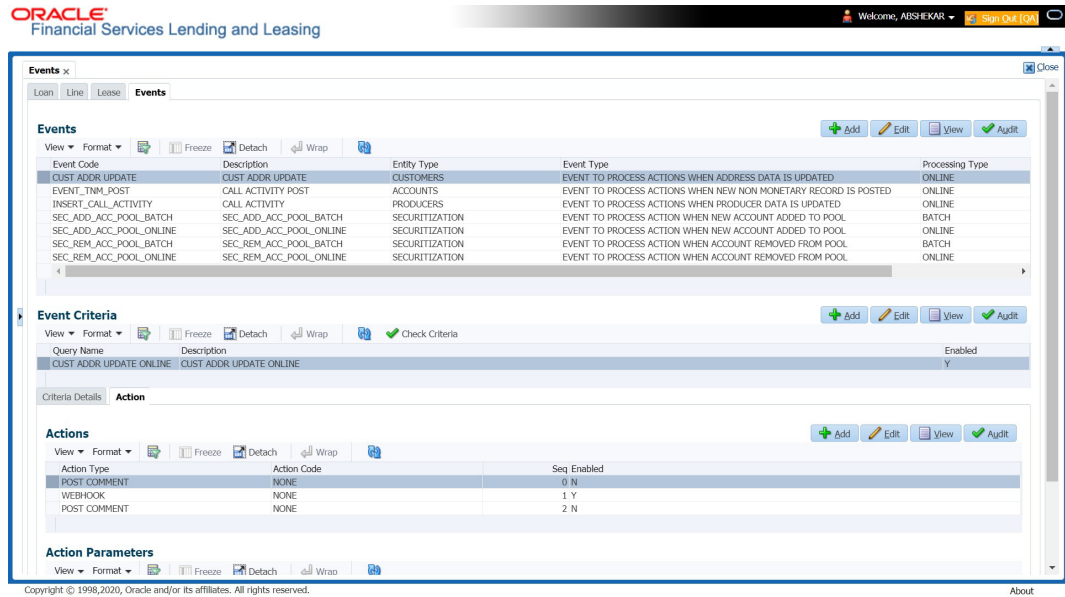 ORACLE
Financial Services Lending and Leasing
Welcome, ABSHEKAR
Sign Out [QA]
Events x
Close
Loan Line Lease Events
Events
Add Edit View Audit
View Format Freeze Detach Wrap
Event Code Description Entity Type Event Type Processing Type
CUST ADDR UPDATE CUST ADDR UPDATE CUSTOMERS EVENT TO PROCESS ACTIONS WHEN ADDRESS DATA IS UPDATED ONLINE
EVENT_TNM_POST CALL ACTIVITY POST ACCOUNTS EVENT TO PROCESS ACTIONS WHEN NEW NON MONETARY RECORD IS POSTED ONLINE
INSERT_CALL_ACTIVITY CALL ACTIVITY PRODUCERS EVENT TO PROCESS ACTIONS WHEN PRODUCER DATA IS UPDATED ONLINE
SEC_ADD_ACC_POOL_BATCH SEC_ADD_ACC_POOL_BATCH SECURITIZATION EVENT TO PROCESS ACTION WHEN NEW ACCOUNT ADDED TO POOL BATCH
SEC_ADD_ACC_POOL_ONLINE SEC_ADD_ACC_POOL_ONLINE SECURITIZATION EVENT TO PROCESS ACTION WHEN NEW ACCOUNT ADDED TO POOL ONLINE
SEC_REM_ACC_POOL_BATCH SEC_REM_ACC_POOL_BATCH SECURITIZATION EVENT TO PROCESS ACTION WHEN ACCOUNT REMOVED FROM POOL BATCH
SEC_REM_ACC_POOL_ONLINE SEC_REM_ACC_POOL_ONLINE SECURITIZATION EVENT TO PROCESS ACTION WHEN ACCOUNT REMOVED FROM POOL ONLINE
Event Criteria
Add Edit View Audit
View Format Freeze Detach Wrap Check Criteria
Query Name Description Enabled
CUST ADDR UPDATE ONLINE CUST ADDR UPDATE ONLINE Y
Criteria Details Action
Actions
Add Edit View Audit
View Format Freeze Detach Wrap
Action Type Action Code Seq Enabled
POST COMMENT NONE 0 N
WEBHOOK NONE 1 Y
POST COMMENT NONE 2 N
Action Parameters
View Format Freeze Detach Wrap
Copyright © 1998,2020, Oracle and/or its affiliates. All rights reserved.
About